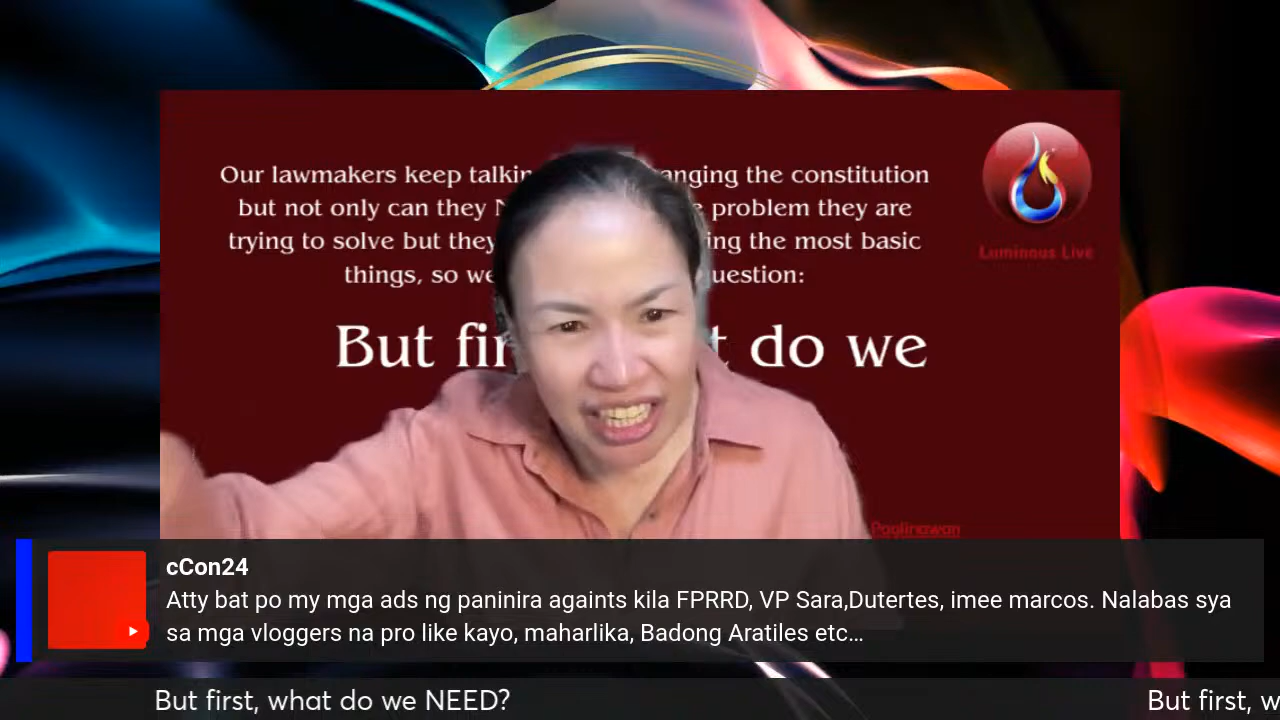 Our lawmakers keep talkin anging the constitution
but not only can they N e problem they are
trying to solve but they ing the most basic
things, so we uestion:
But fir t do we
Luminous Live
Paglinawan
cCon24
Atty bat po my mga ads ng paninira againts kila FPRRD, VP Sara,Dutertes, imee marcos. Nalabas sya
sa mga vloggers na pro like kayo, maharlika, Badong Aratiles etc...
But first, what do we NEED? But first, w